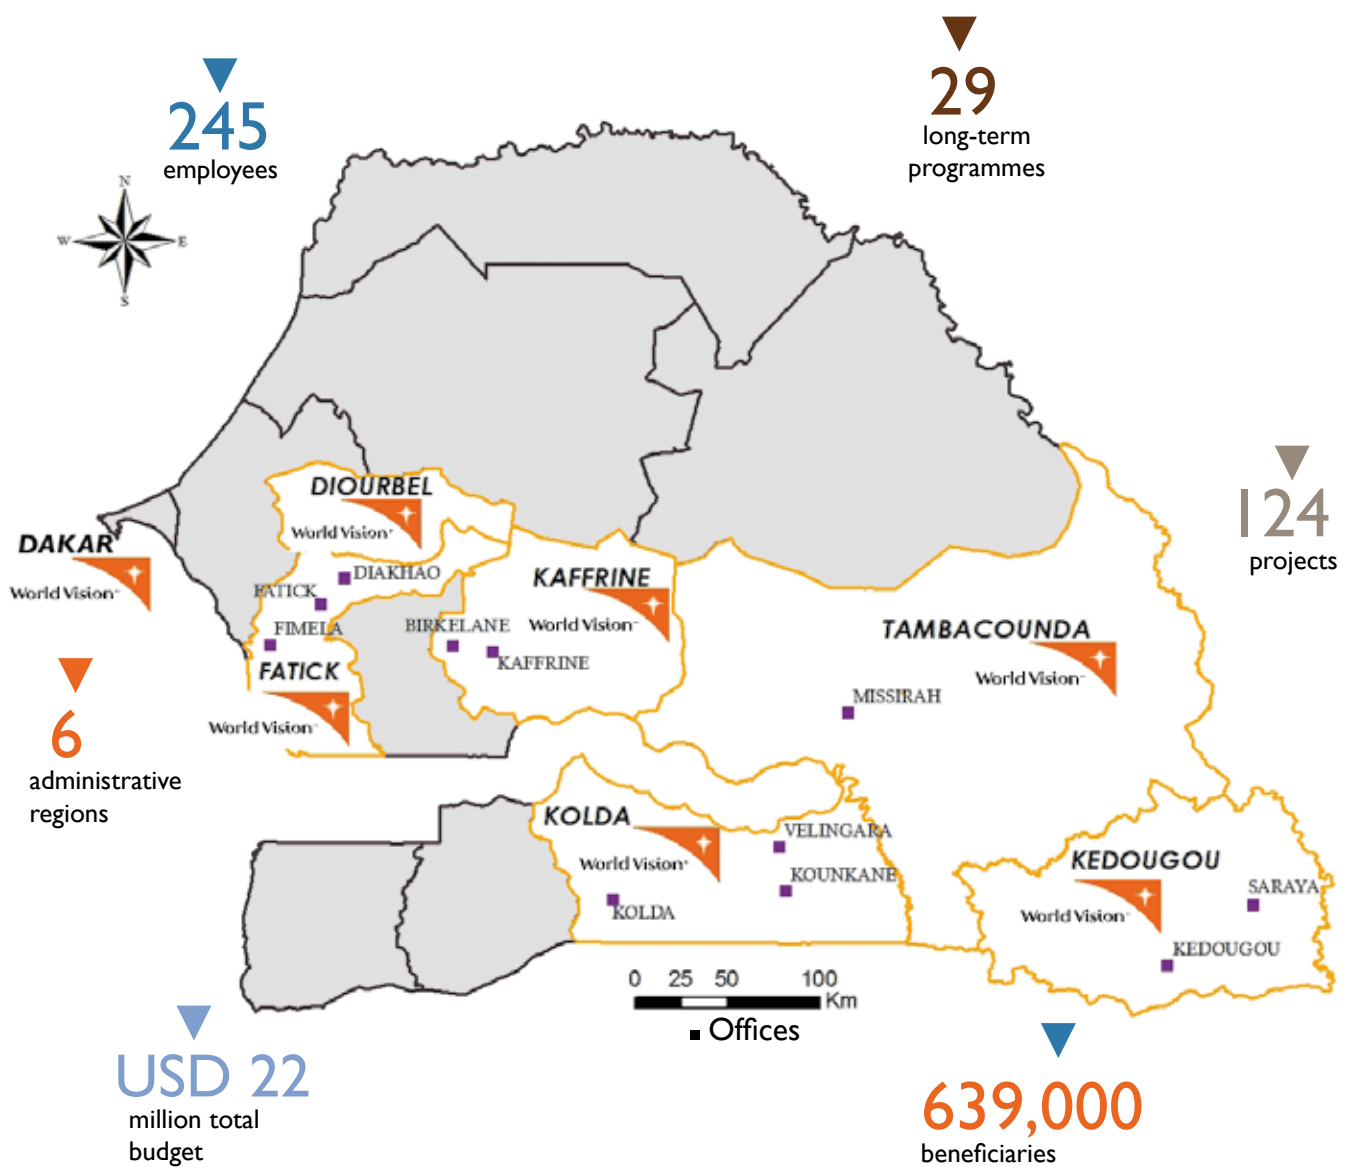 29
long-term
programmes
245
employees
N
W
E
S
DIOURBEL
World Vision
124
projects
DAKAR
World Vision
DIAKHAO
FATICK
FIMELA
KAFFRINE
World Vision
BIRKELANE
KAFFRINE
TAMBACOUNDA
World Vision
MISSIRAH
FATICK
World Vision
6
administrative
regions
KOLDA
World Vision
VELINGARA
KOUNKANE
KOLDA
KEDOUGOU
World Vision
SARAYA
KEDOUGOU
0 25 50 100
Km
Offices
USD 22
million total
budget
639,000
beneficiaries